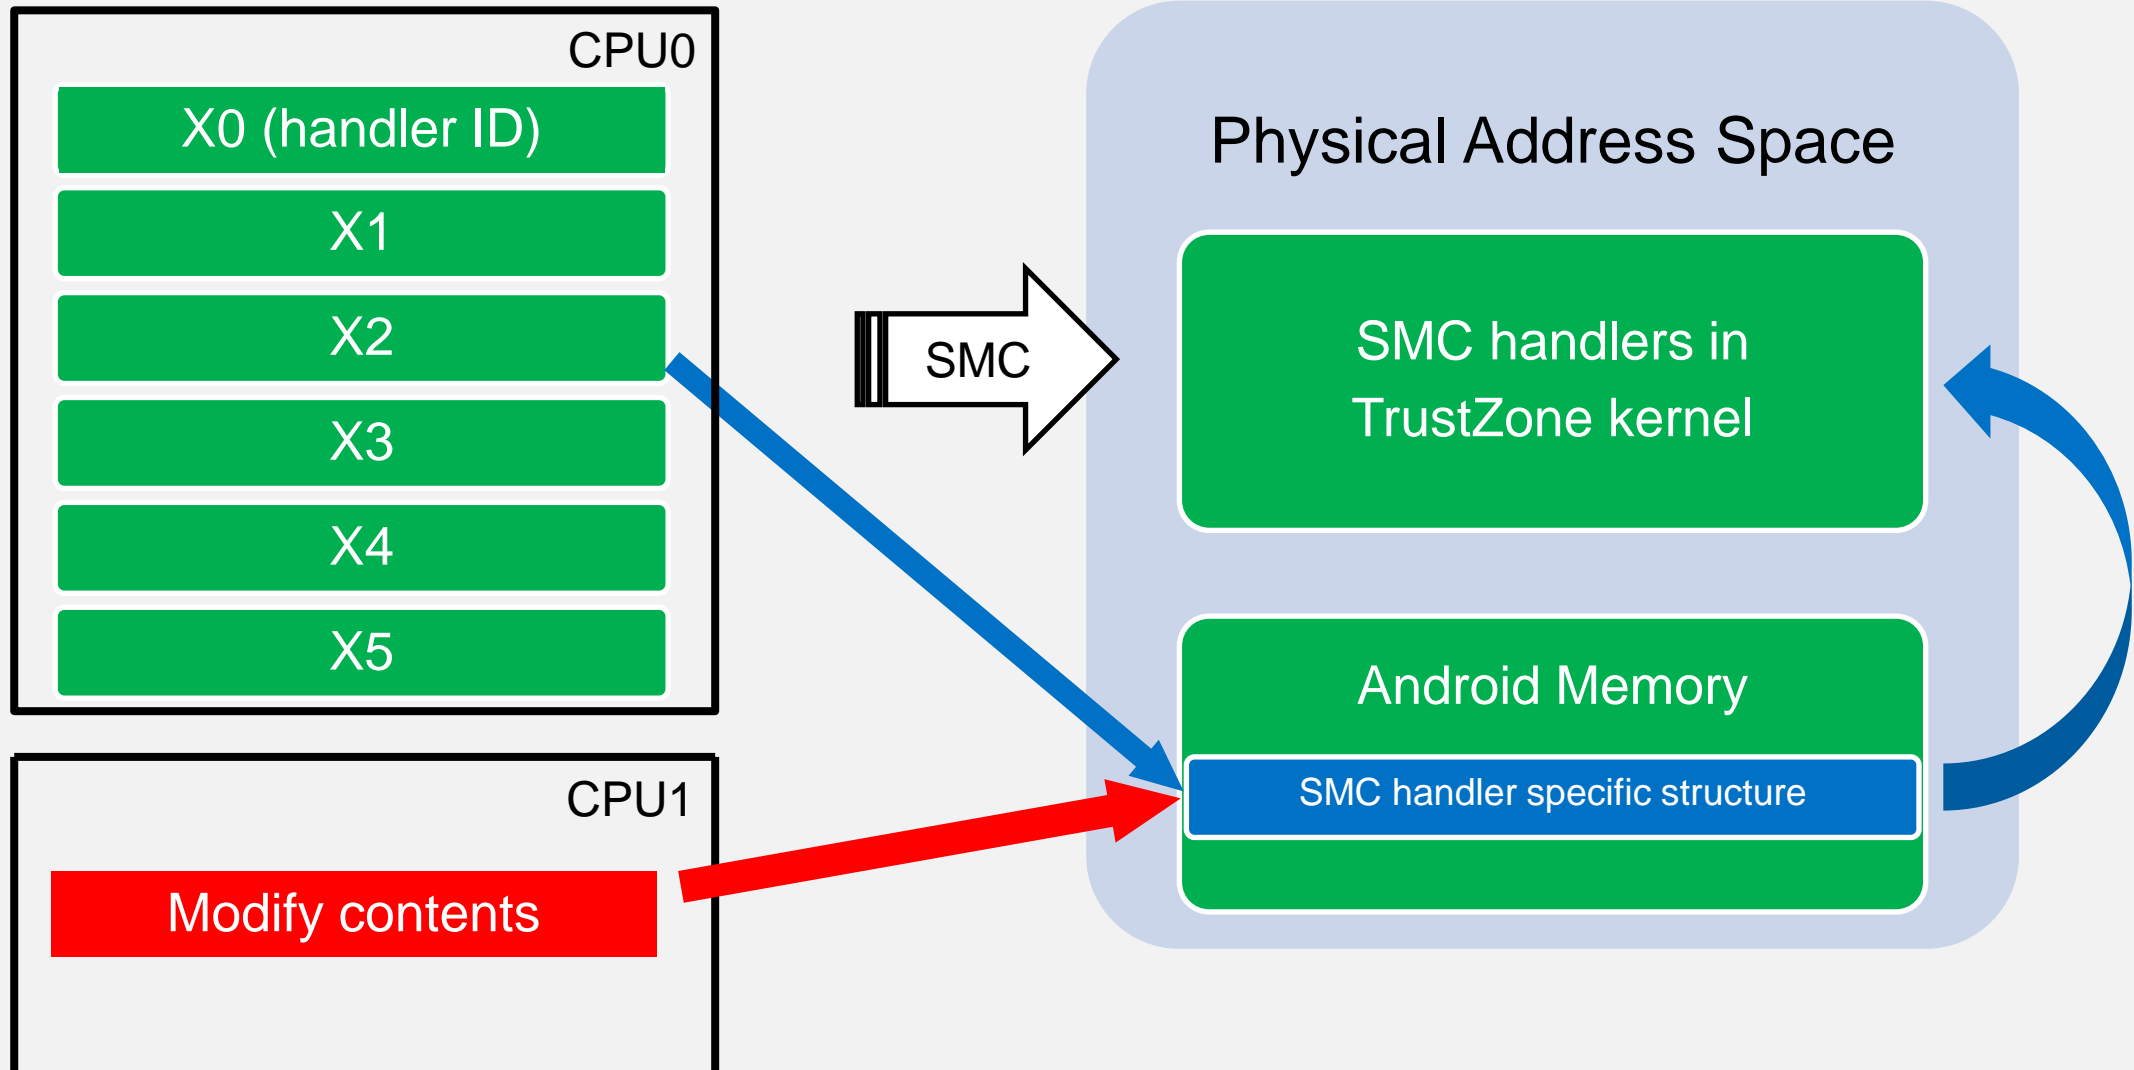 CPU0
X0 (handler ID)
X1
X2
X3
X4
X5
CPU1
Modify contents
SMC
Physical Address Space
SMC handlers in
TrustZone kernel
Android Memory
SMC handler specific structure